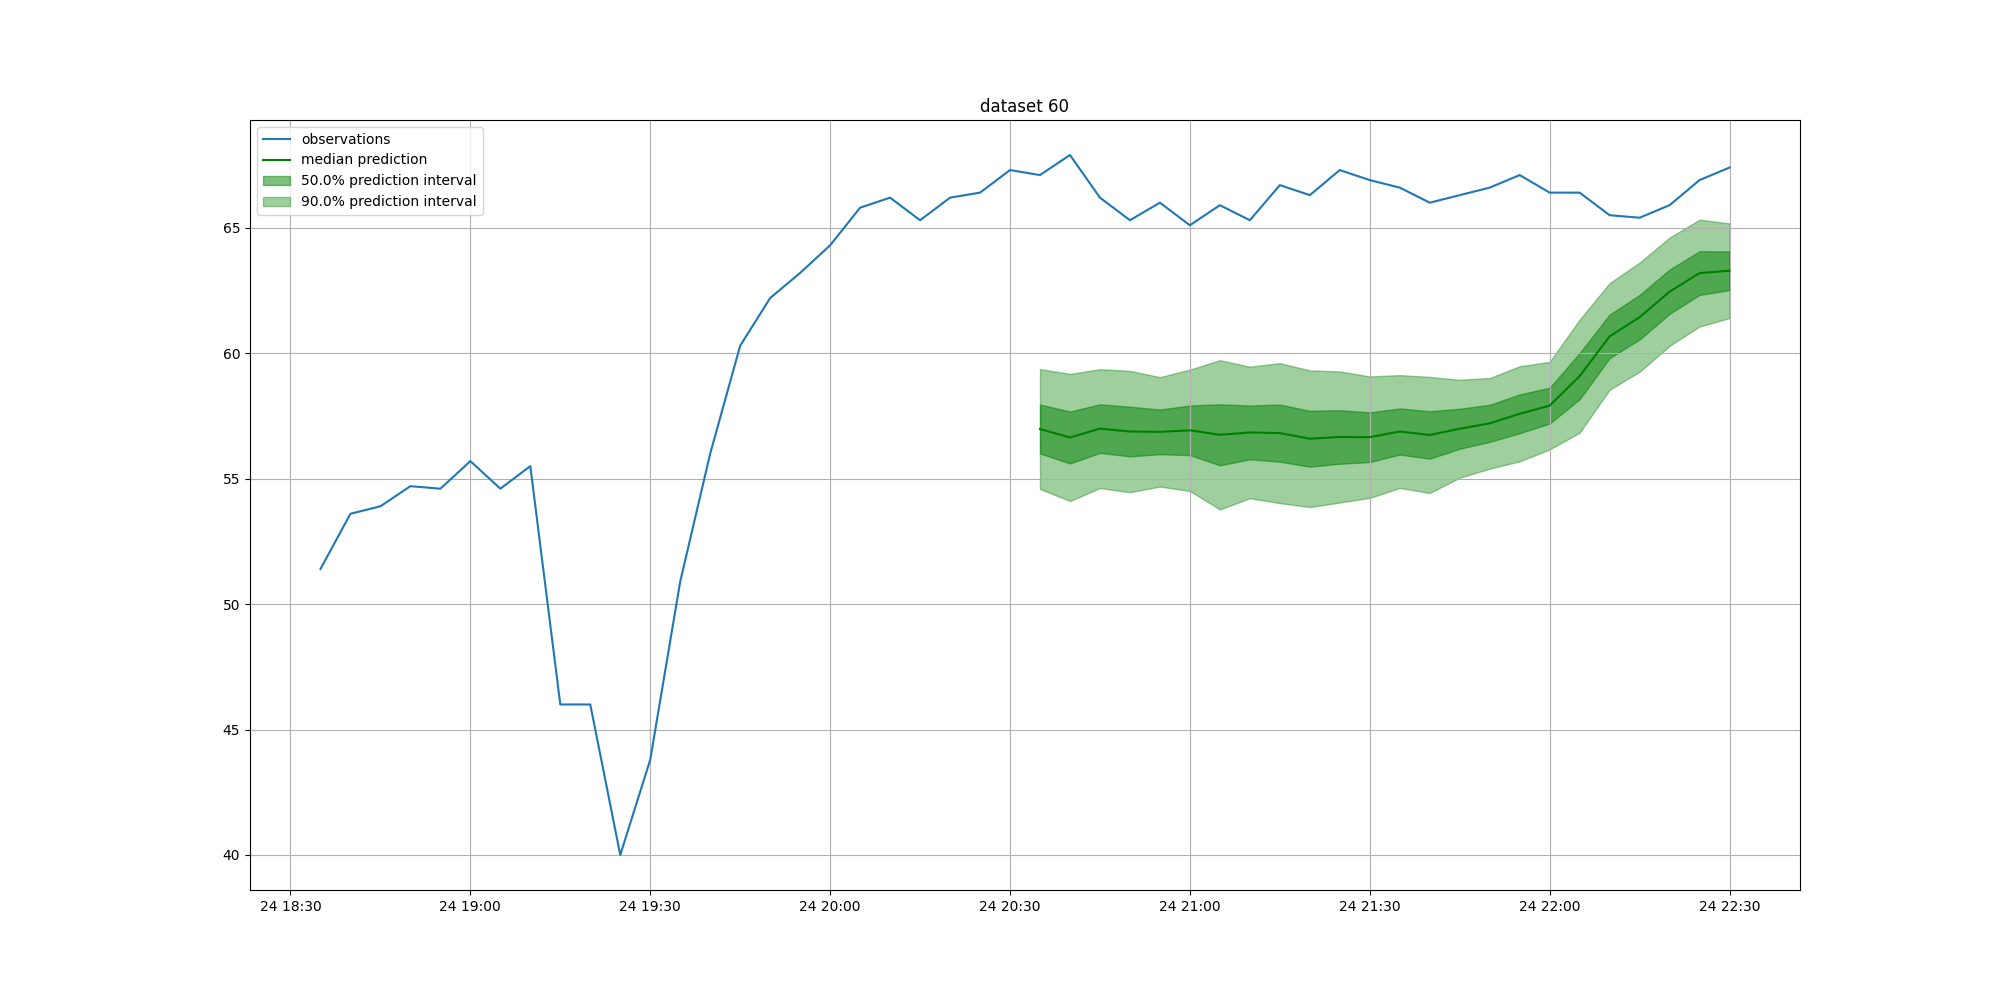 dataset 60
observations
median prediction
50.0% prediction interval
90.0% prediction interval
65
60
55
50
45
40
24 18:30 24 19:00 24 19:30 24 20:00 24 20:30 24 21:00 24 21:30 24 22:00 24 22:30